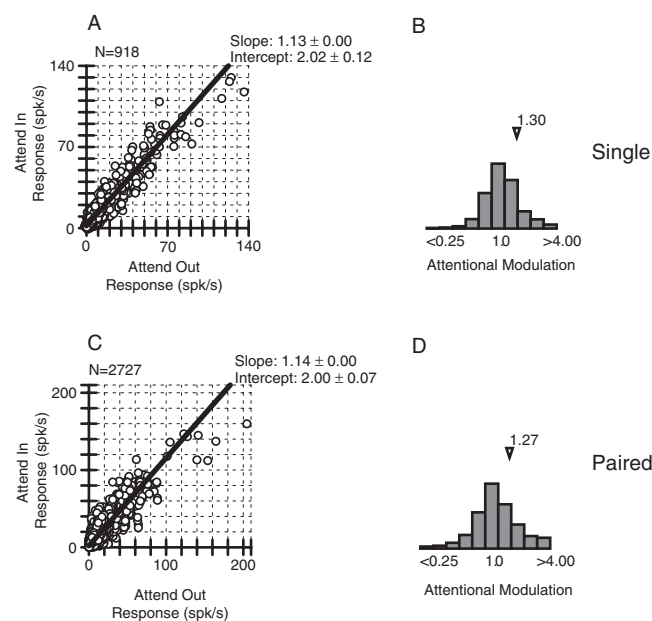 A
N=918
Slope: 1.13 ± 0.00
Intercept: 2.02 ± 0.12
140
70
0
Attend In
Response (spk/s)
0 70 140
Attend Out
Response (spk/s)
B
1.30
<0.25 1.0 >4.00
Attentional Modulation
Single
C
N=2727
Slope: 1.14 ± 0.00
Intercept: 2.00 ± 0.07
200
100
0
Attend In
Response (spk/s)
0 100 200
Attend Out
Response (spk/s)
D
1.27
<0.25 1.0 >4.00
Attentional Modulation
Paired